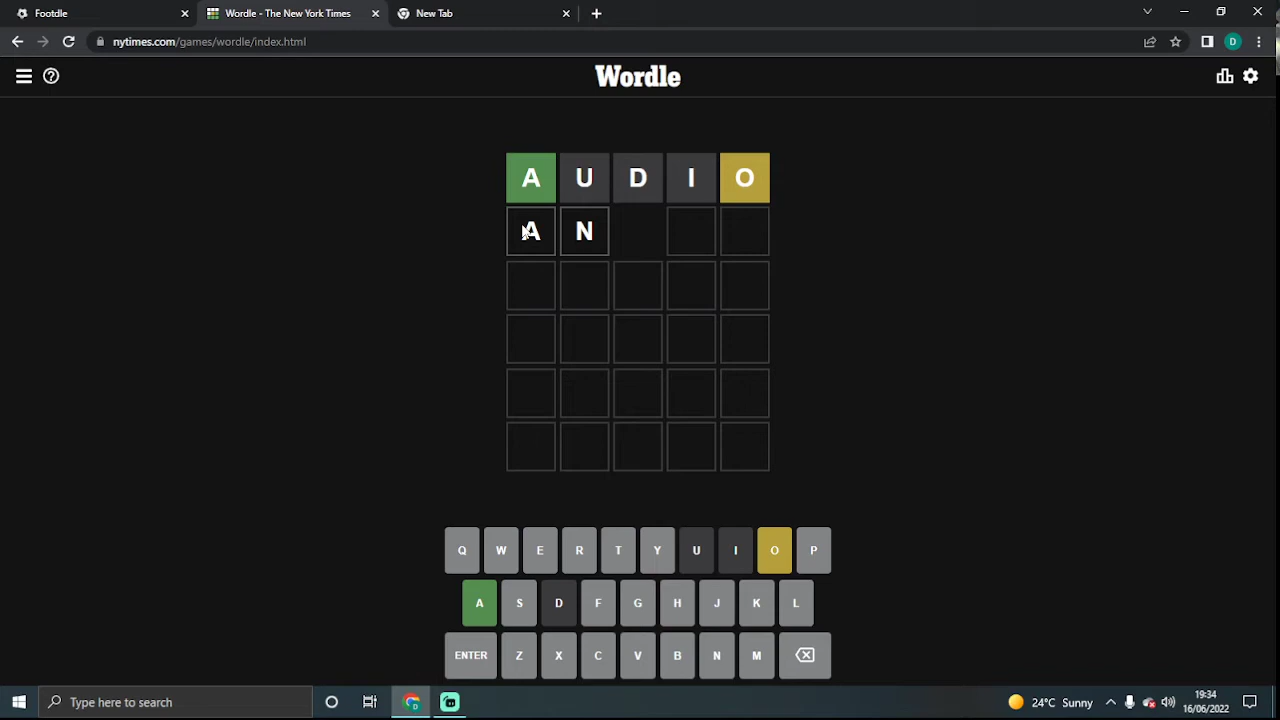 Footdle
Wordle - The New York Times
New Tab
nytimes.com/games/wordle/index.html
D
Wordle
A U D I O
A N
Q W E R T Y U I O P
A S D F G H J K L
ENTER Z X C V B N M
Type here to search
24°C Sunny
19:34
16/06/2022